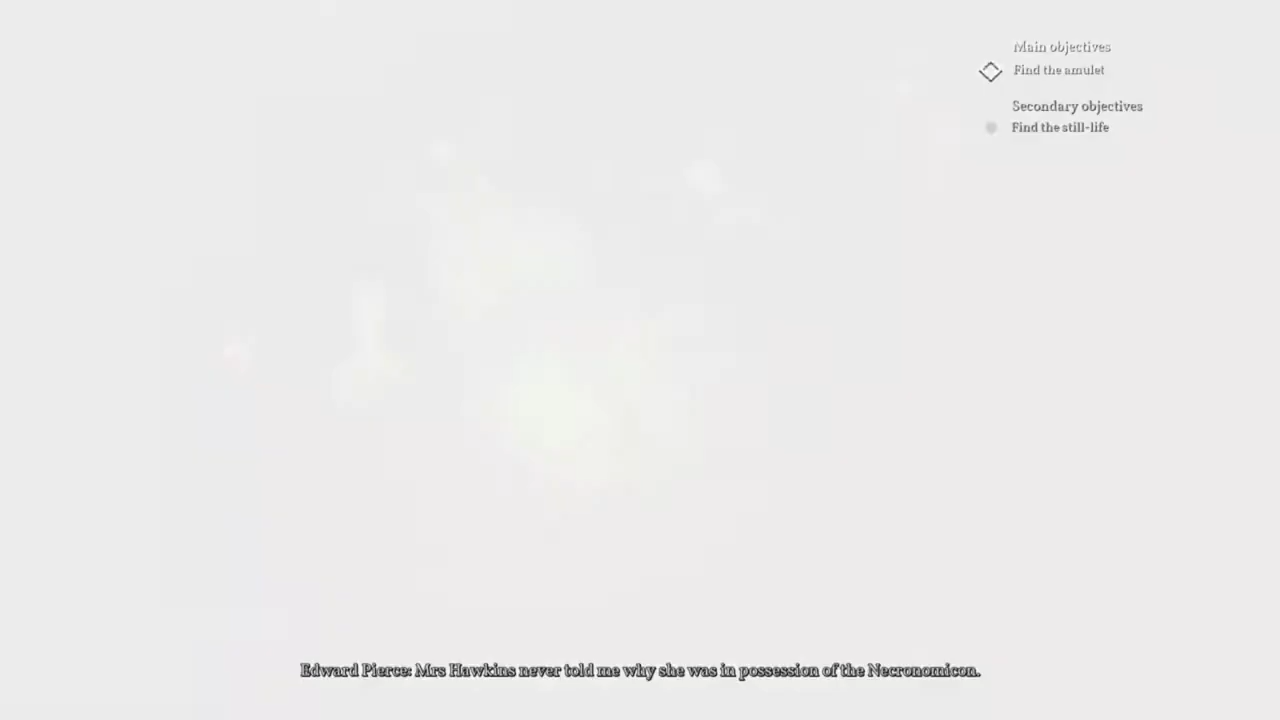 Main objectives
Find the amulet
Secondary objectives
Find the still-life
Edward Pierce: Mrs Hawkins never told me why she was in possession of the Necronomicon.